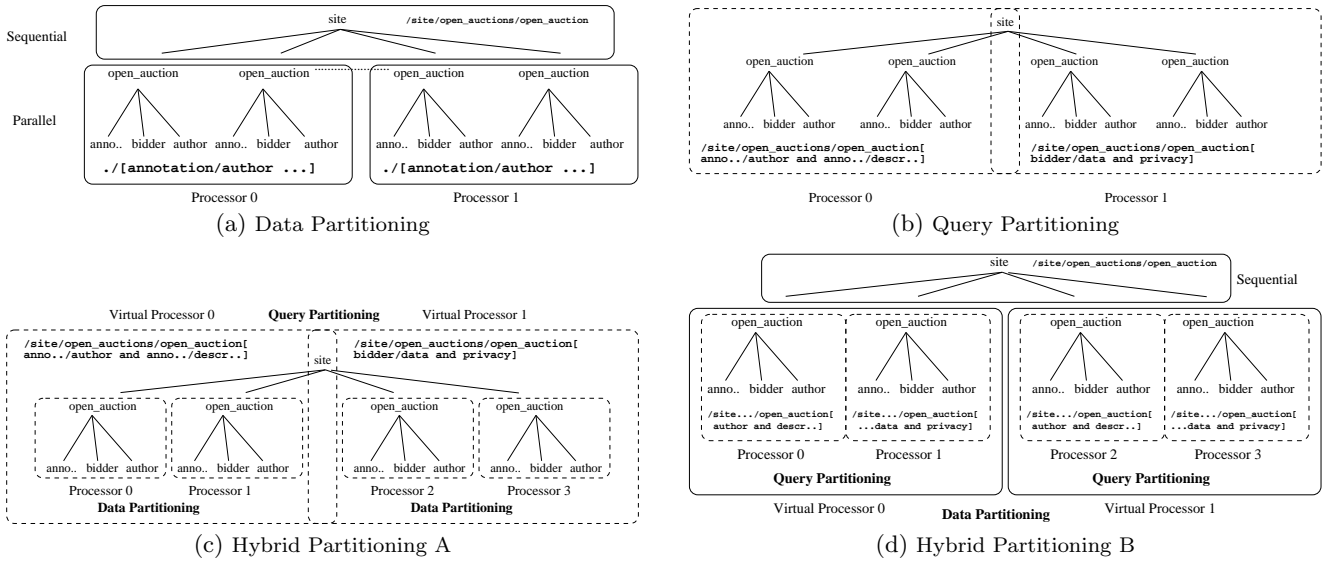 site /site/open_auctions/open_auction
Sequential
open_auction open_auction open_auction open_auction
Parallel
anno.. bidder author anno.. bidder author anno.. bidder author anno.. bidder author
./[annotation/author ...] ./[annotation/author ...]
Processor 0 Processor 1
(a) Data Partitioning
site
open_auction open_auction open_auction open_auction
anno.. bidder author anno.. bidder author anno.. bidder author anno.. bidder author
/site/open_auctions/open_auction[ /site/open_auctions/open_auction[
anno../author and anno../descr..] bidder/data and privacy]
Processor 0 Processor 1
(b) Query Partitioning
Virtual Processor 0 Query Partitioning Virtual Processor 1
/site/open_auctions/open_auction[ /site/open_auctions/open_auction[
anno../author and anno../descr..] bidder/data and privacy]
site
open_auction open_auction open_auction open_auction
anno.. bidder author anno.. bidder author anno.. bidder author anno.. bidder author
Processor 0 Processor 1 Processor 2 Processor 3
Data Partitioning Data Partitioning
(c) Hybrid Partitioning A
site /site/open_auctions/open_auction
Sequential
open_auction open_auction open_auction open_auction
anno.. bidder author anno.. bidder author anno.. bidder author anno.. bidder author
/site.../open_auction[ /site.../open_auction[ /site.../open_auction[ /site.../open_auction[
author and descr..] ...data and privacy] author and descr..] ...data and privacy]
Processor 0 Processor 1 Processor 2 Processor 3
Query Partitioning Query Partitioning
Virtual Processor 0 Data Partitioning Virtual Processor 1
(d) Hybrid Partitioning B